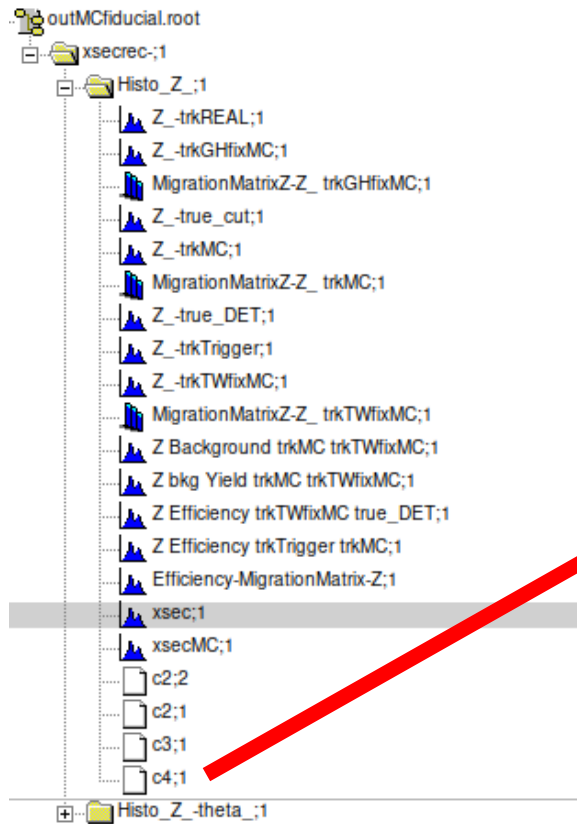 outMCfiducial.root
xsecrec-;1
Histo_Z_;1
Z_-trkREAL;1
Z_-trkGHfixMC;1
MigrationMatrixZ-Z_ trkGHfixMC;1
Z_-true_cut;1
Z_-trkMC;1
MigrationMatrixZ-Z_ trkMC;1
Z_-true_DET;1
Z_-trkTrigger;1
Z_-trkTWfixMC;1
MigrationMatrixZ-Z_ trkTWfixMC;1
Z Background trkMC trkTWfixMC;1
Z bkg Yield trkMC trkTWfixMC;1
Z Efficiency trkTWfixMC true_DET;1
Z Efficiency trkTrigger trkMC;1
Efficiency-MigrationMatrix-Z;1
xsec;1
xsecMC;1
c2;2
c2;1
c3;1
c4;1
Histo_Z_-theta_;1